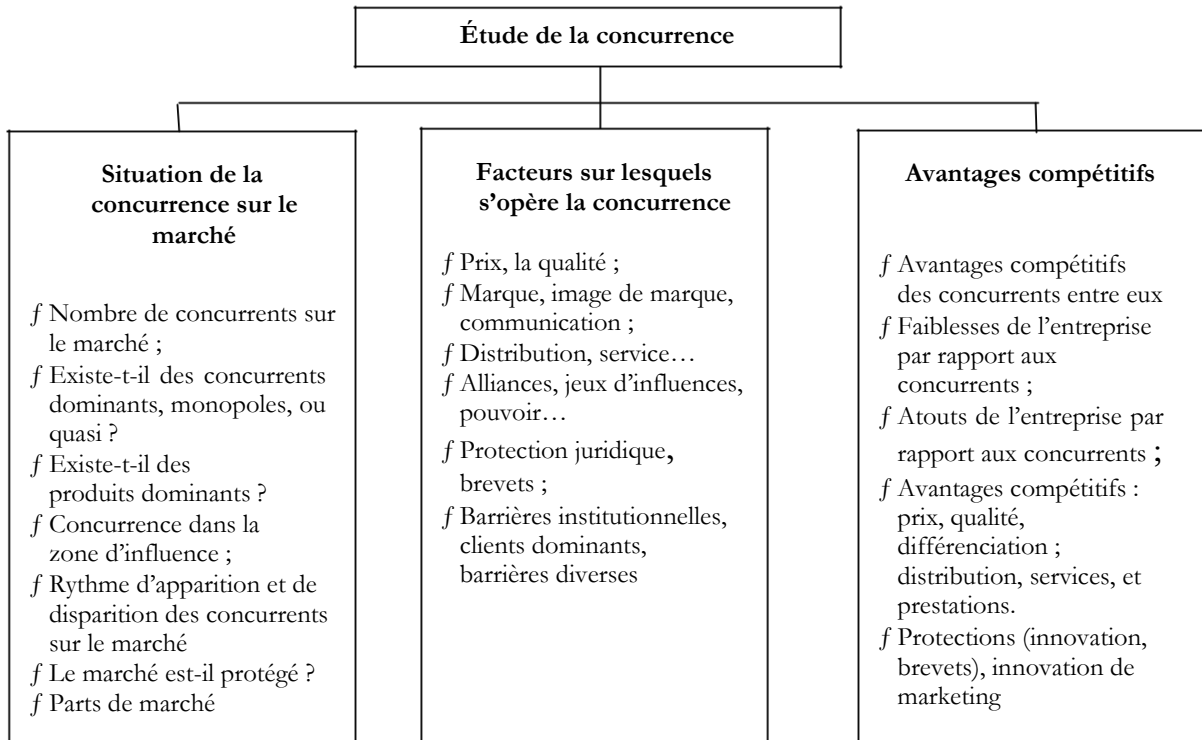 Étude de la concurrence
Situation de la
concurrence sur le
marché
ƒ Nombre de concurrents sur
le marché ;
ƒ Existe-t-il des concurrents
dominants, monopoles, ou
quasi ?
ƒ Existe-t-il des
produits dominants ?
ƒ Concurrence dans la
zone d’influence ;
ƒ Rythme d’apparition et de
disparition des concurrents
sur le marché
ƒ Le marché est-il protégé ?
ƒ Parts de marché
Facteurs sur lesquels
s’opère la concurrence
ƒ Prix, la qualité ;
ƒ Marque, image de marque,
communication ;
ƒ Distribution, service…
ƒ Alliances, jeux d’influences,
pouvoir…
ƒ Protection juridique,
brevets ;
ƒ Barrières institutionnelles,
clients dominants,
barrières diverses
Avantages compétitifs
ƒ Avantages compétitifs
des concurrents entre eux
ƒ Faiblesses de l’entreprise
par rapport aux
concurrents ;
ƒ Atouts de l’entreprise par
rapport aux concurrents ;
ƒ Avantages compétitifs :
prix, qualité,
différenciation ;
distribution, services, et
prestations.
ƒ Protections (innovation,
brevets), innovation de
marketing